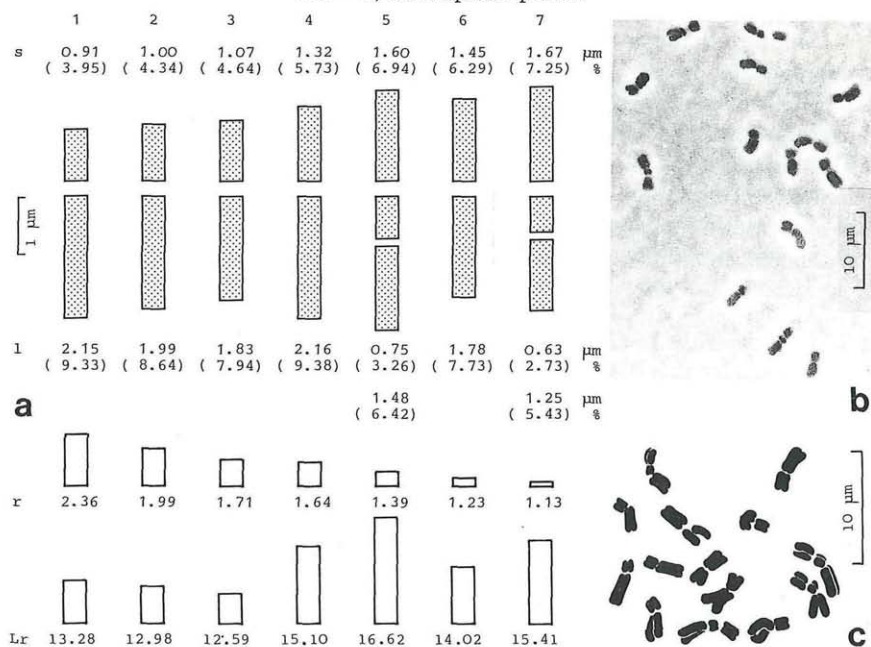 1 2 3 4 5 6 7
s 0.91 1.00 1.07 1.32 1.60 1.45 1.67 µm
( 3.95) ( 4.34) ( 4.64) ( 5.73) ( 6.94) ( 6.29) ( 7.25) %
1 µm
l 2.15 1.99 1.83 2.16 0.75 1.78 0.63 µm
( 9.33) ( 8.64) ( 7.94) ( 9.38) ( 3.26) ( 7.73) ( 2.73) %
1.48 1.25 µm
( 6.42) ( 5.43) %
a
r 2.36 1.99 1.71 1.64 1.39 1.23 1.13
Lr 13.28 12.98 12.59 15.10 16.62 14.02 15.41
10 µm
b
10 µm
c